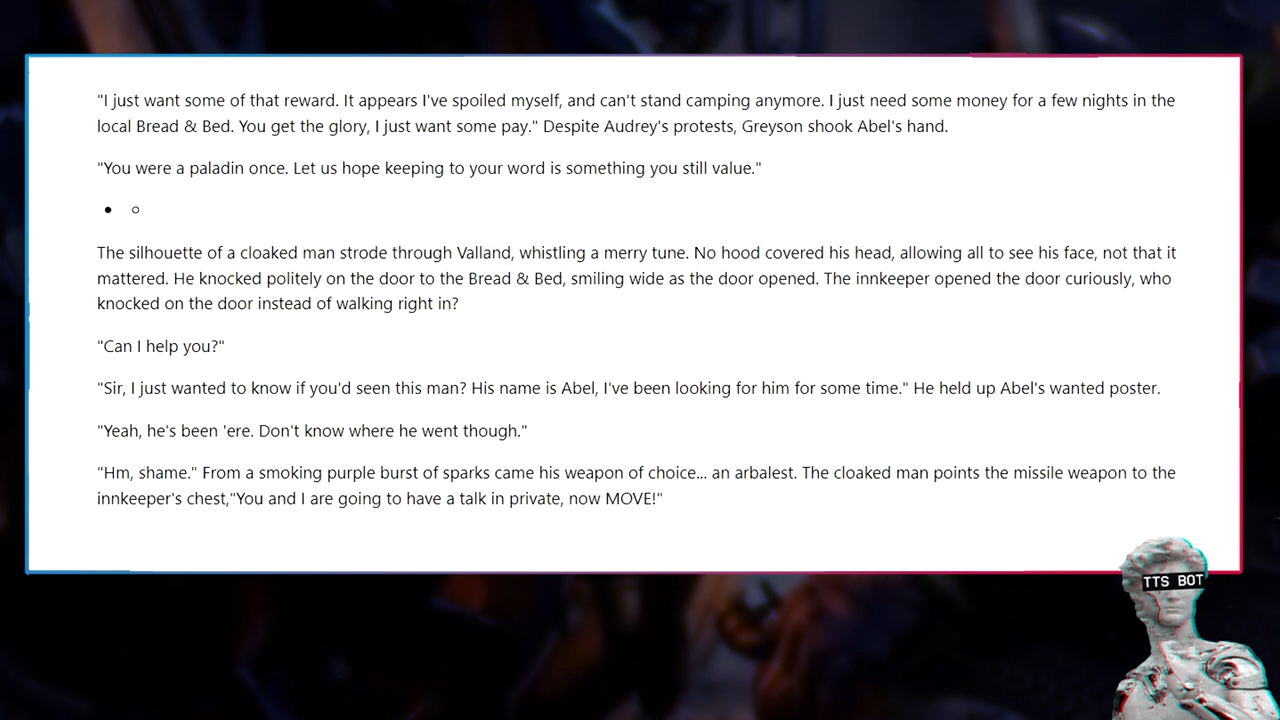 "I just want some of that reward. It appears I've spoiled myself, and can't stand camping anymore. I just need some money for a few nights in the
local Bread & Bed. You get the glory, I just want some pay." Despite Audrey's protests, Greyson shook Abel's hand.
"You were a paladin once. Let us hope keeping to your word is something you still value."
The silhouette of a cloaked man strode through Valland, whistling a merry tune. No hood covered his head, allowing all to see his face, not that it
mattered. He knocked politely on the door to the Bread & Bed, smiling wide as the door opened. The innkeeper opened the door curiously, who
knocked on the door instead of walking right in?
"Can I help you?"
"Sir, I just wanted to know if you'd seen this man? His name is Abel, I've been looking for him for some time." He held up Abel's wanted poster.
"Yeah, he's been 'ere. Don't know where he went though."
"Hm, shame." From a smoking purple burst of sparks came his weapon of choice... an arbalest. The cloaked man points the missile weapon to the
innkeeper's chest,"You and I are going to have a talk in private, now MOVE!"
TTS BOT